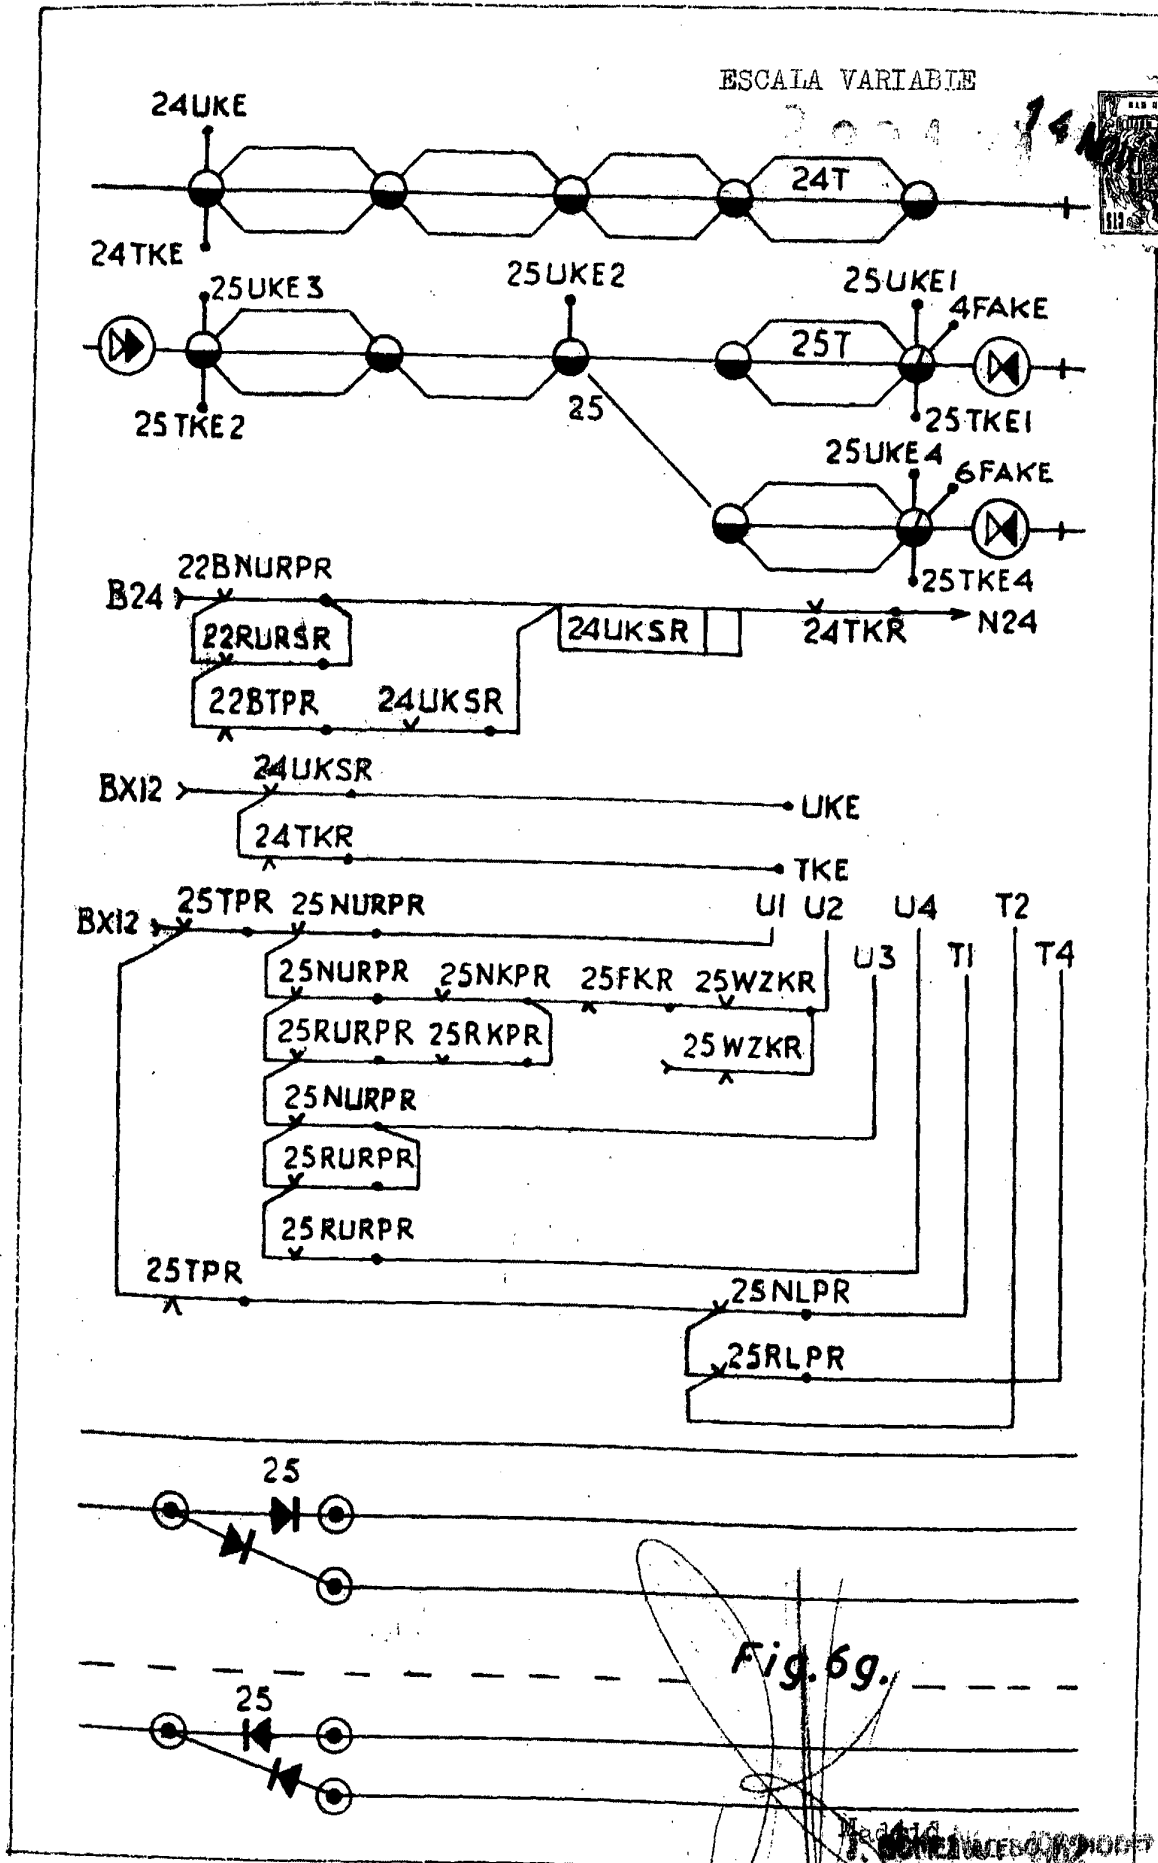 ESCALA VARIABLE
24UKE
24T
24TKE
25UKE3
25UKE2
25UKE1
4FAKE
25T
25TKE2
25
25TKE1
25UKE4
6FAKE
25TKE4
22BNURPR
B24
22RURSR
24UKSR
24TKR
N24
22BTPR
24UKSR
24UKSR
BX12
UKE
24TKR
TKE
25TPR
25NURPR
BX12
U1
U2
U4
T2
U3
T1
T4
25NURPR
25NKPR
25FKR
25WZKR
25RURPR
25RKPR
25WZKR
25NURPR
25RURPR
25RURPR
25TPR
25NLPR
25RLPR
25
Fig. 6g.
25
Madrid